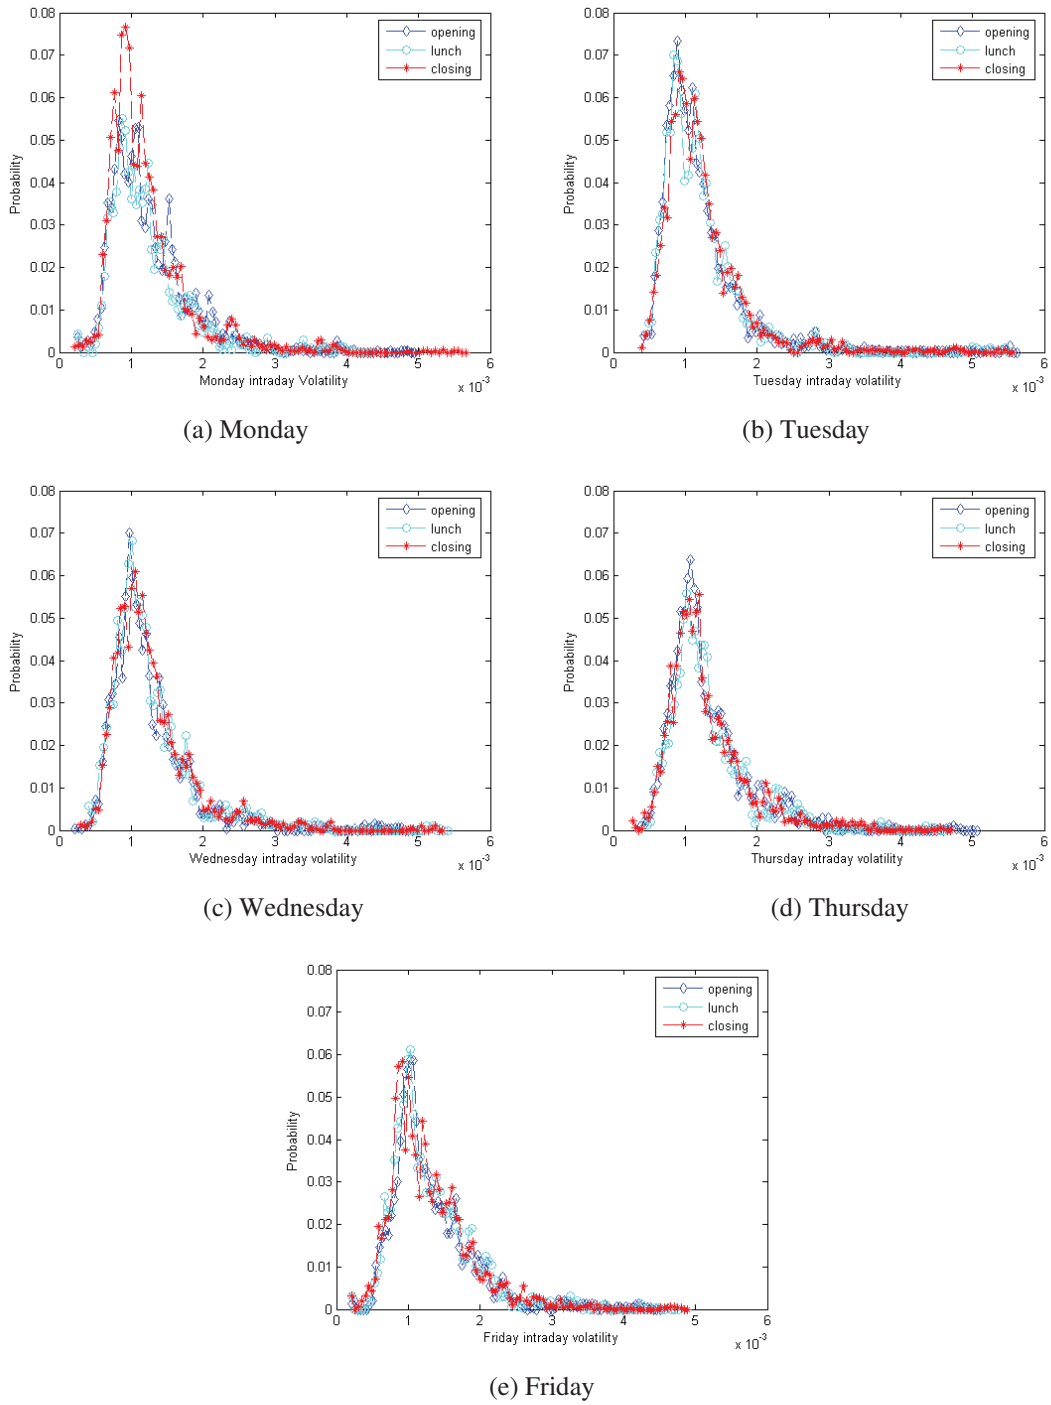 0.08
0.07
0.06
0.05
0.04
0.03
0.02
0.01
0
Probability
opening
lunch
closing
0 1 2 3 4 5 6
Monday intraday Volatility
x 10^-3
(a) Monday
0.08
0.07
0.06
0.05
0.04
0.03
0.02
0.01
0
Probability
opening
lunch
closing
0 1 2 3 4 5 6
Tuesday intraday volatility
x 10^-3
(b) Tuesday
0.08
0.07
0.06
0.05
0.04
0.03
0.02
0.01
0
Probability
opening
lunch
closing
0 1 2 3 4 5 6
Wednesday intraday volatility
x 10^-3
(c) Wednesday
0.08
0.07
0.06
0.05
0.04
0.03
0.02
0.01
0
Probability
opening
lunch
closing
0 1 2 3 4 5 6
Thursday intraday volatility
x 10^-3
(d) Thursday
0.08
0.07
0.06
0.05
0.04
0.03
0.02
0.01
0
Probability
opening
lunch
closing
0 1 2 3 4 5 6
Friday intraday volatility
x 10^-3
(e) Friday